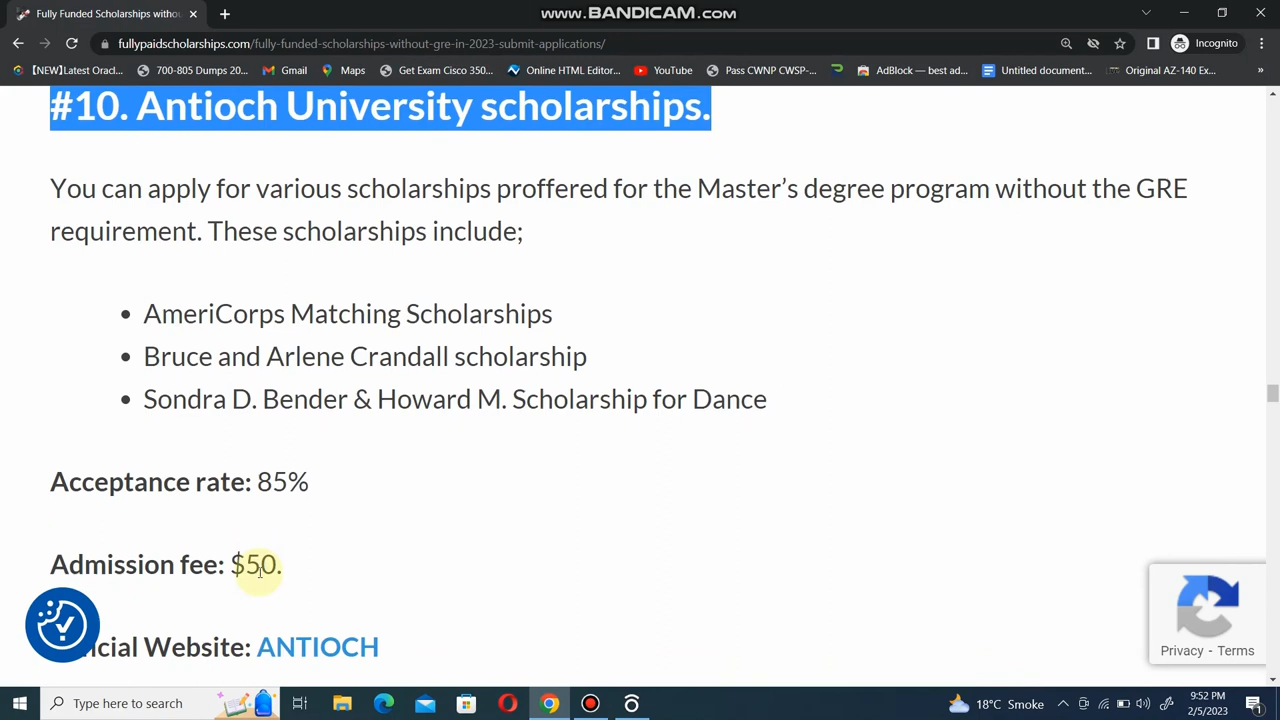 www.BANDICAM.com
Fully Funded Scholarships withou
fullypaidscholarships.com/fully-funded-scholarships-without-gre-in-2023-submit-applications/
Incognito
【NEW】Latest Oracl...
700-805 Dumps 20...
Gmail
Maps
Get Exam Cisco 350...
Online HTML Editor...
YouTube
Pass CWNP CWSP-...
AdBlock — best ad...
Untitled document...
Original AZ-140 Ex...
#10. Antioch University scholarships.
You can apply for various scholarships proffered for the Master’s degree program without the GRE
requirement. These scholarships include;
• AmeriCorps Matching Scholarships
• Bruce and Arlene Crandall scholarship
• Sondra D. Bender & Howard M. Scholarship for Dance
Acceptance rate: 85%
Admission fee: $50.
icial Website: ANTIOCH
Privacy - Terms
Type here to search
18°C Smoke
9:52 PM
2/5/2023
1